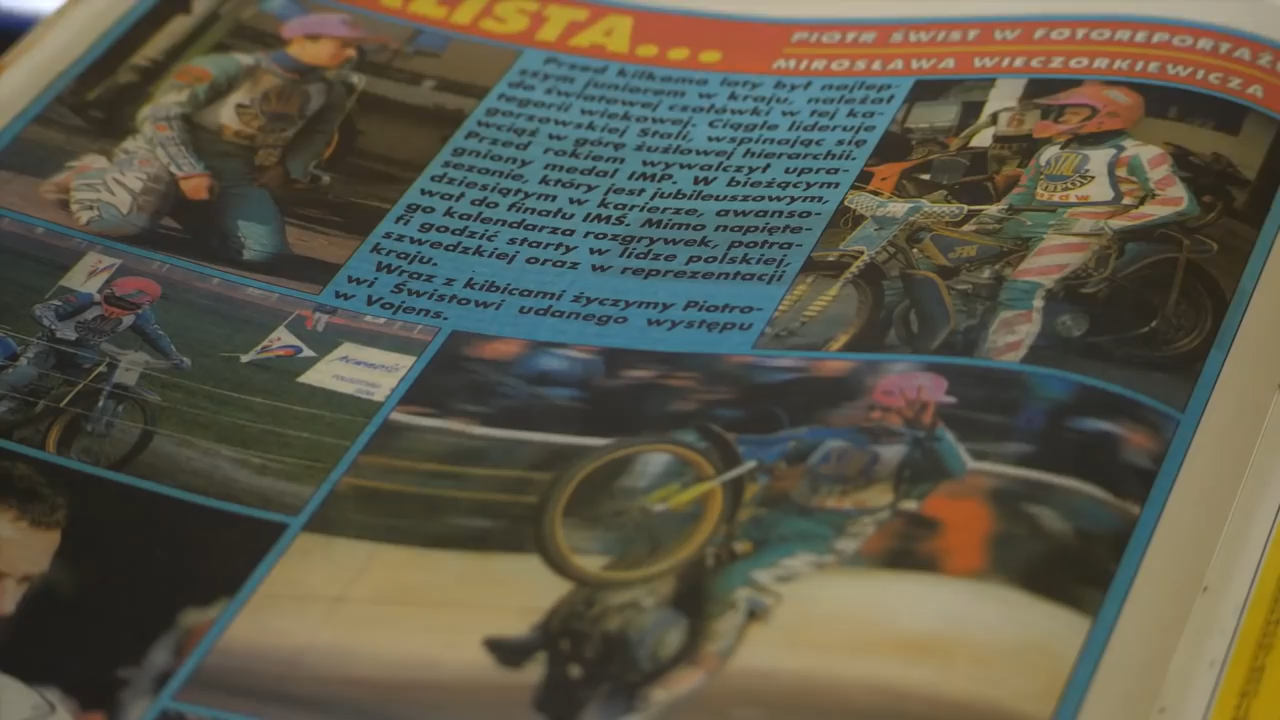 LISTA...
PIOTR ŚWIST W FOTOREPORTAŻU
MIROSŁAWA WIECZORKIEWICZA
Przed kilkoma laty był najlep-
szym juniorem w kraju, należał
do światowej czołówki w tej ka-
tegorii wiekowej. Ciągle lideruje
gorzowskiej Stali, wspinając się
wciąż w górę żużlowej hierarchii.
Przed rokiem wywalczył upra-
gniony medal IMP. W bieżącym
sezonie, który jest jubileuszowym,
dziesiątym w karierze, awanso-
wał do finału IMŚ. Mimo napięte-
go kalendarza rozgrywek, potra-
fi godzić starty w lidze polskiej,
szwedzkiej oraz w reprezentacji
kraju.
Wraz z kibicami życzymy Piotro-
wi Świstowi udanego występu
w Vojens.
STAL